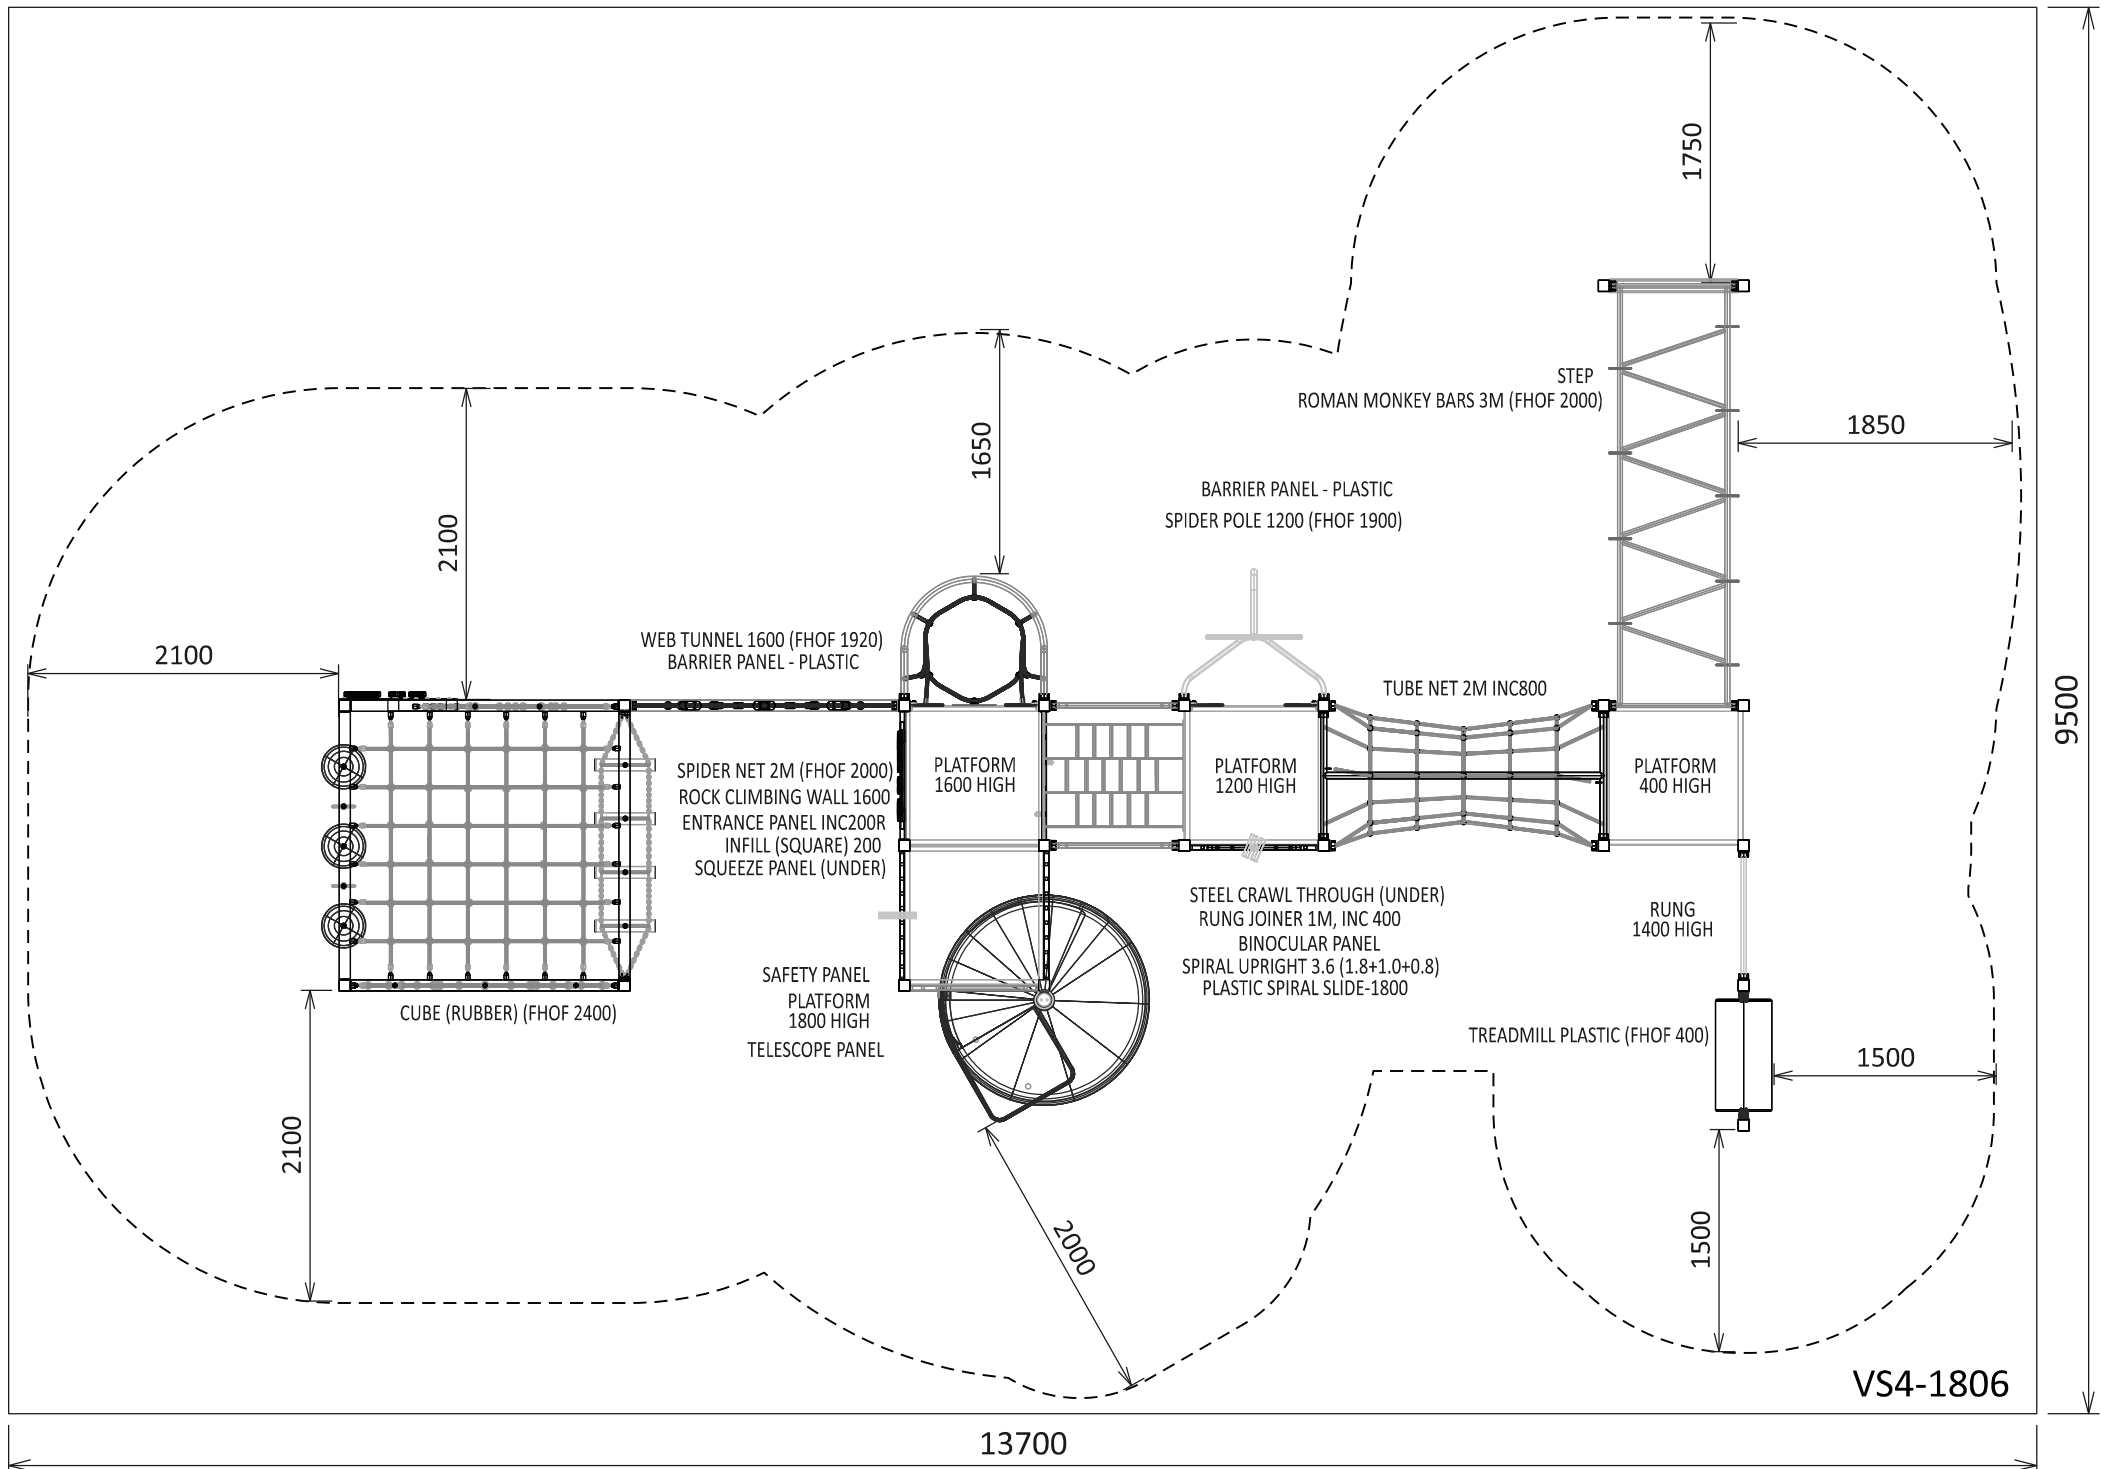 1750
STEP
ROMAN MONKEY BARS 3M (FHOF 2000)
1850
1650
BARRIER PANEL - PLASTIC
SPIDER POLE 1200 (FHOF 1900)
2100
2100
WEB TUNNEL 1600 (FHOF 1920)
BARRIER PANEL - PLASTIC
TUBE NET 2M INC800
9500
SPIDER NET 2M (FHOF 2000)
ROCK CLIMBING WALL 1600
ENTRANCE PANEL INC200R
INFILL (SQUARE) 200
SQUEEZE PANEL (UNDER)
PLATFORM
1600 HIGH
PLATFORM
1200 HIGH
PLATFORM
400 HIGH
STEEL CRAWL THROUGH (UNDER)
RUNG JOINER 1M, INC 400
BINOCULAR PANEL
SPIRAL UPRIGHT 3.6 (1.8+1.0+0.8)
PLASTIC SPIRAL SLIDE-1800
RUNG
1400 HIGH
SAFETY PANEL
PLATFORM
1800 HIGH
TELESCOPE PANEL
CUBE (RUBBER) (FHOF 2400)
TREADMILL PLASTIC (FHOF 400)
1500
2100
2000
1500
VS4-1806
13700